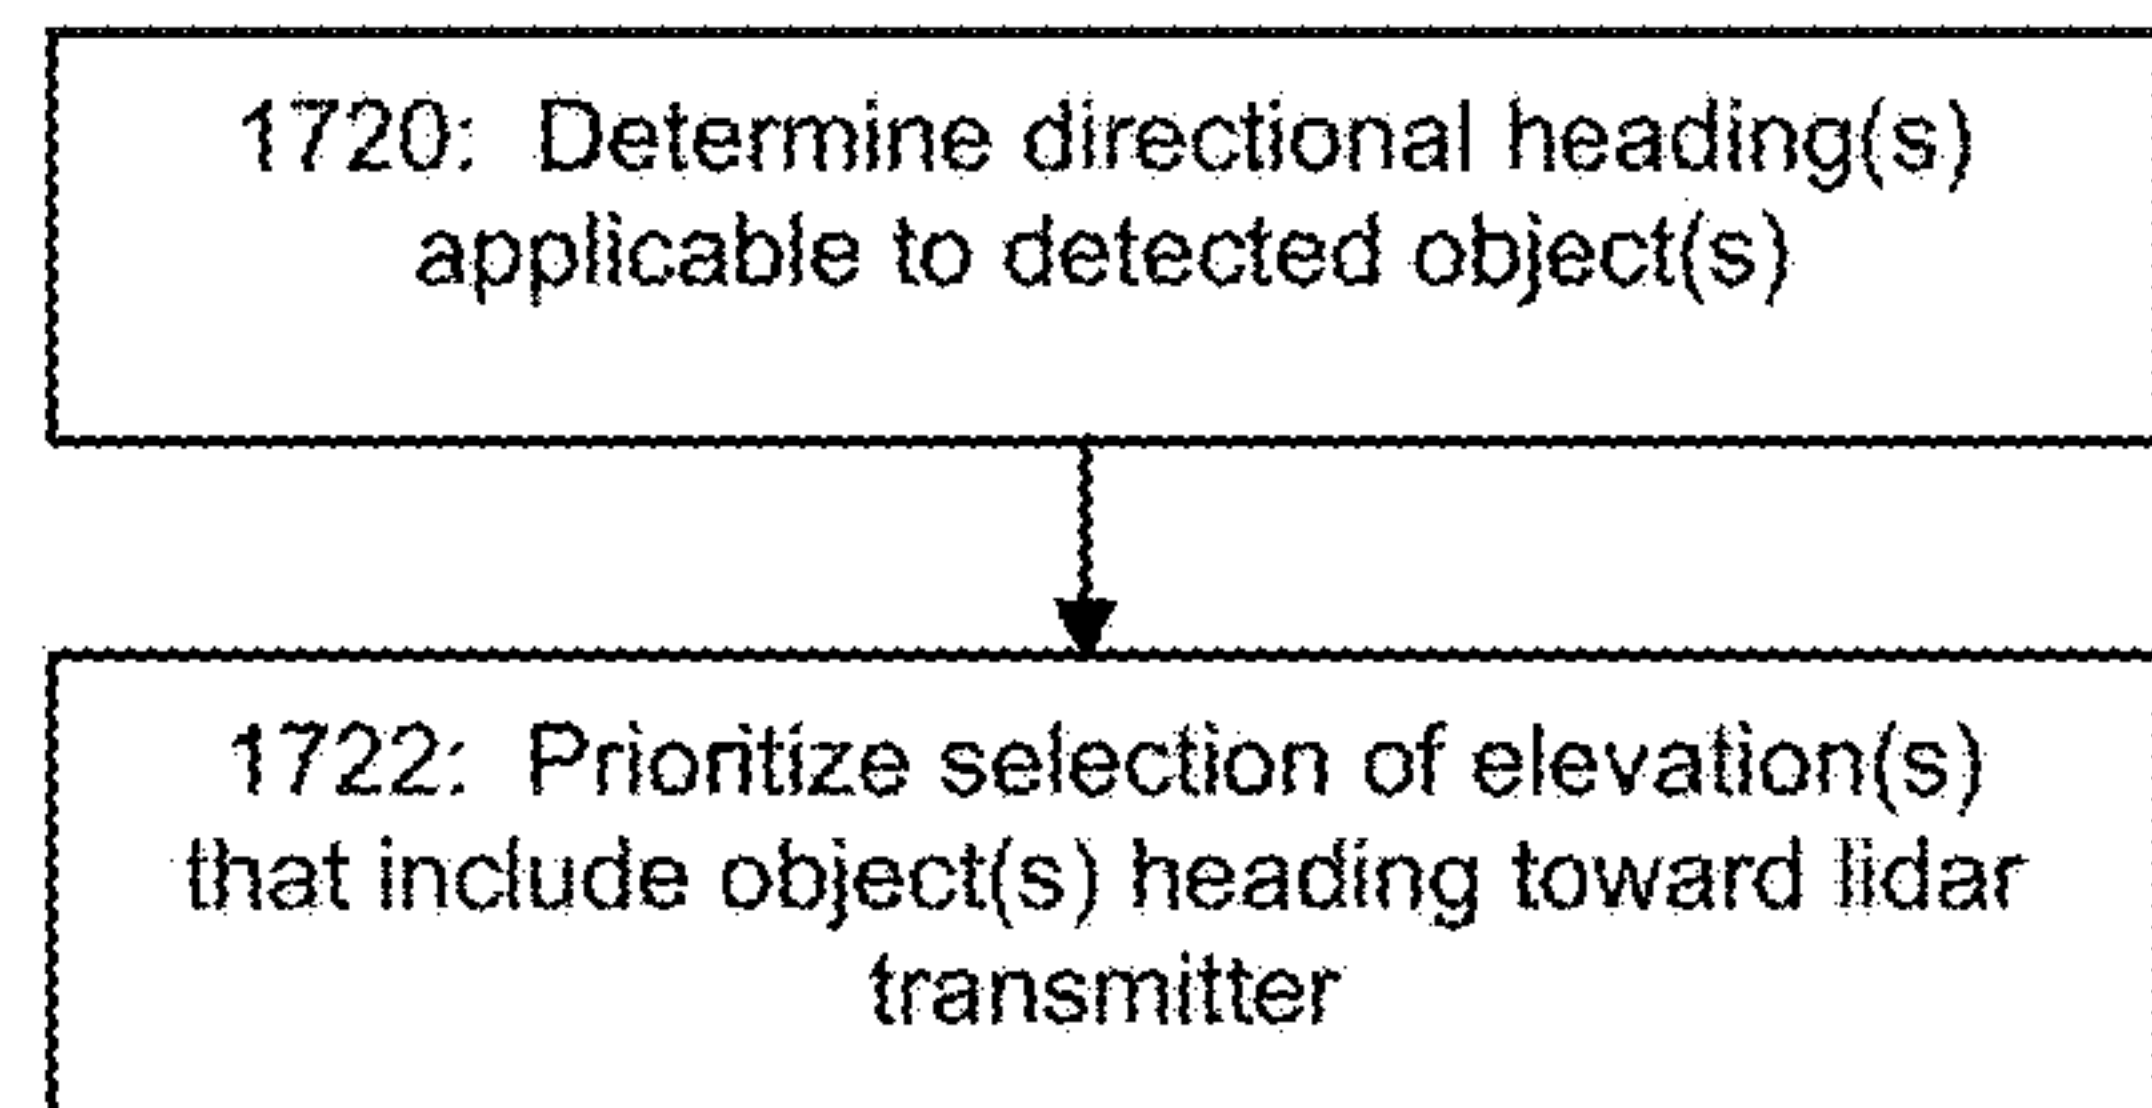 1720: Determine directional heading(s)
applicable to detected object(s)
1722: Prioritize selection of elevation(s)
that include object(s) heading toward lidar
transmitter